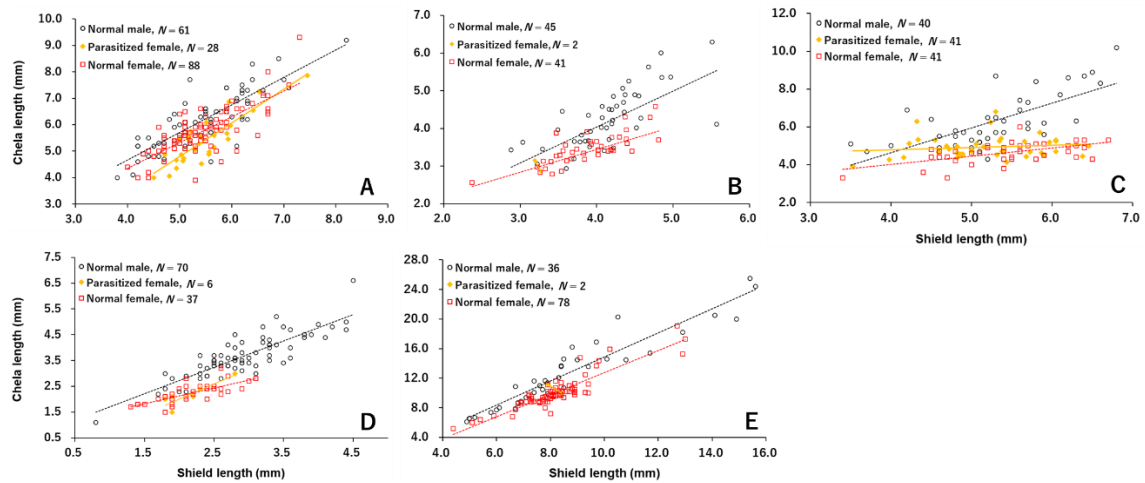 Chela length (mm)
10.0
9.0
8.0
7.0
6.0
5.0
4.0
3.0
Normal male, N = 61
Parasitized female, N = 28
Normal female, N = 88
A
3.0 4.0 5.0 6.0 7.0 8.0 9.0
7.0
6.0
5.0
4.0
3.0
2.0
1.0
Normal male, N = 45
Parasitized female, N = 2
Normal female, N = 41
B
2.0 3.0 4.0 5.0 6.0
Shield length (mm)
12.0
10.0
8.0
6.0
4.0
2.0
Normal male, N = 40
Parasitized female, N = 41
Normal female, N = 41
C
3.0 4.0 5.0 6.0 7.0
Shield length (mm)
Chela length (mm)
7.5
6.5
5.5
4.5
3.5
2.5
1.5
0.5
Normal male, N = 70
Parasitized female, N = 6
Normal female, N = 37
D
0.5 1.5 2.5 3.5 4.5
Shield length (mm)
28.0
24.0
20.0
16.0
12.0
8.0
4.0
Normal male, N = 36
Parasitized female, N = 2
Normal female, N = 78
E
4.0 6.0 8.0 10.0 12.0 14.0 16.0
Shield length (mm)